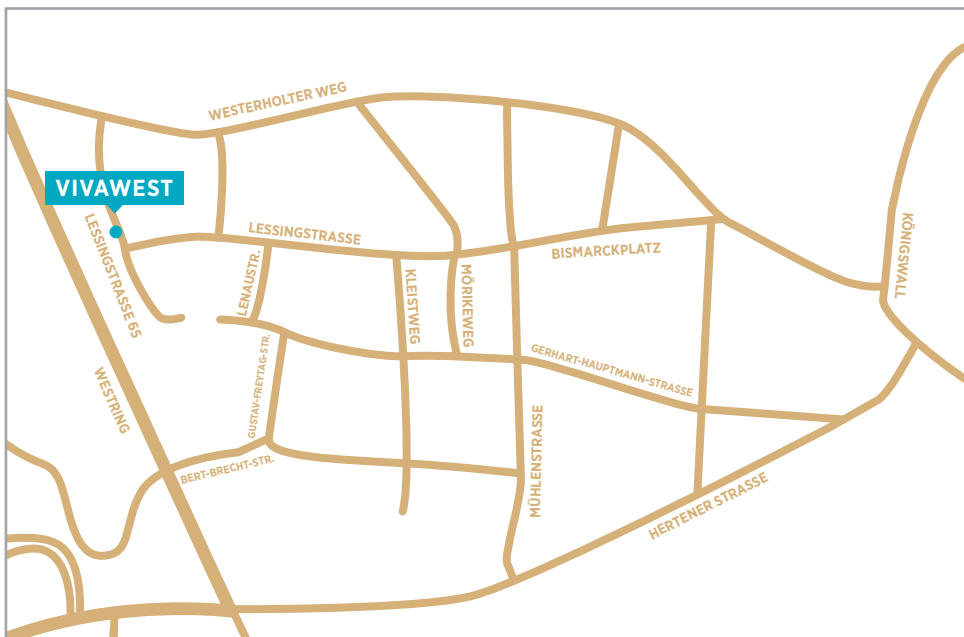 WESTERHOLTER WEG
VIVAWEST
LESSINGSTRASSE 65
LESSINGSTRASSE
BISMARCKPLATZ
KÖNIGSWALL
LENAUSTR.
KLEISTWEG
MÖRIKEWEG
GUSTAV-FREYTAG-STR.
GERHART-HAUPTMANN-STRASSE
WESTRING
BERT-BRECHT-STR.
MÜHLENSTRASSE
HERTENER STRASSE